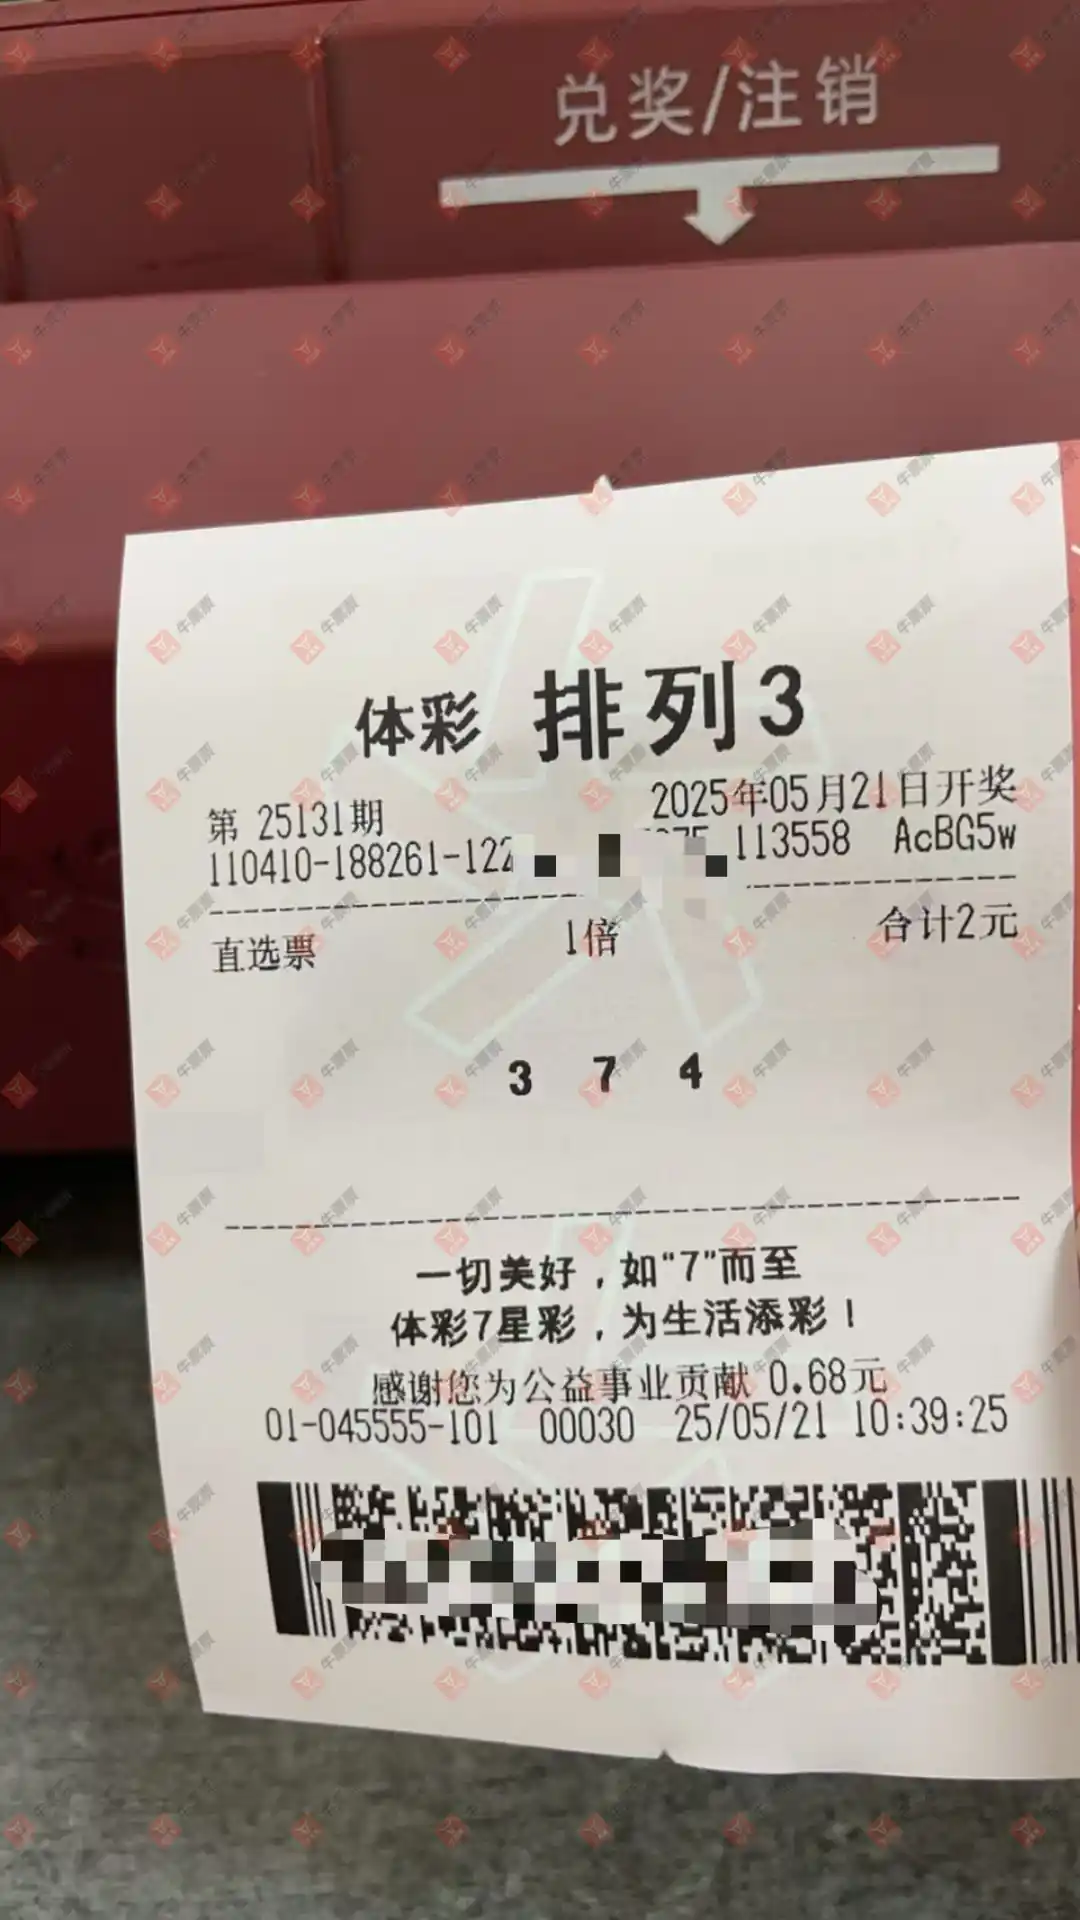 兑奖/注销
体彩 排列3
第 25131期 2025年05月21日开奖
110410-188261-122 113558 AcBG5w
直选票 1倍 合计2元
3 7 4
一切美好，如“7”而至
体彩7星彩，为生活添彩！
感谢您为公益事业贡献 0.68元
01-045555-101 00030 25/05/21 10:39:25
牛票票